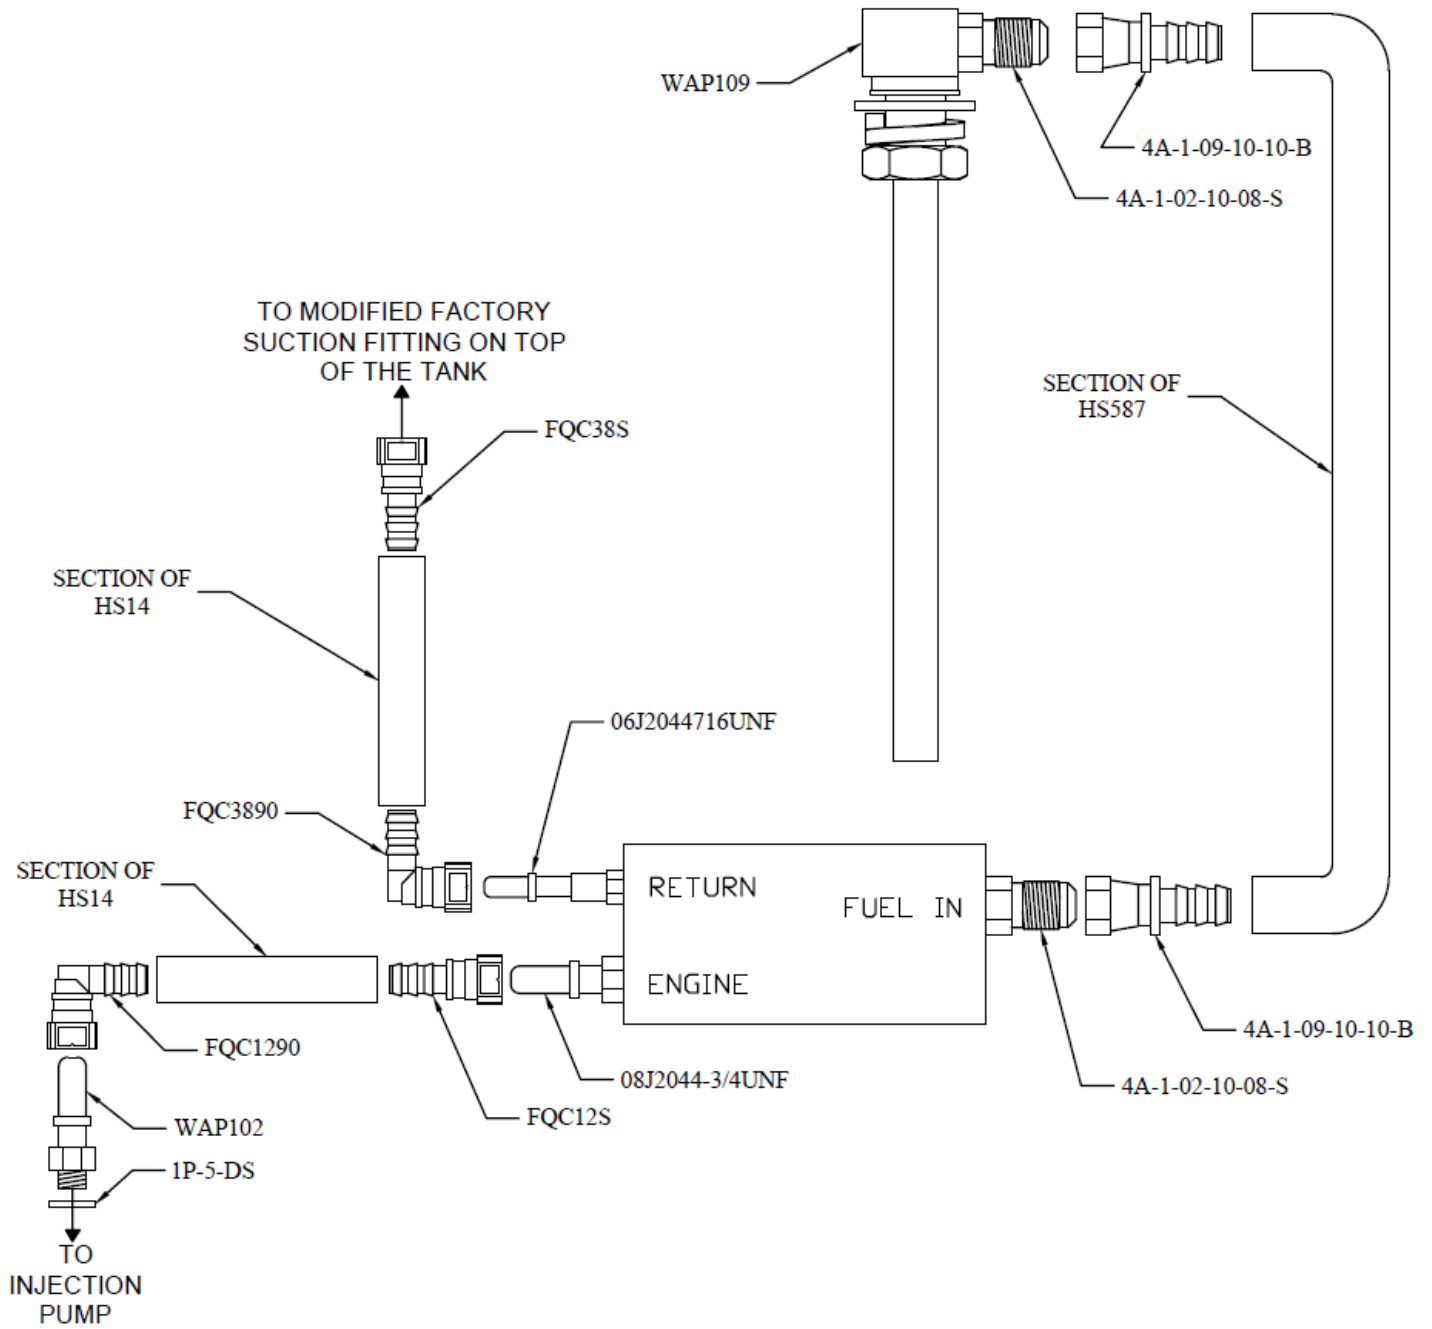 WAP109
4A-1-09-10-10-B
4A-1-02-10-08-S
TO MODIFIED FACTORY
SUCTION FITTING ON TOP
OF THE TANK
SECTION OF
HS587
FQC38S
SECTION OF
HS14
06J2044716UNF
FQC3890
SECTION OF
HS14
RETURN
FUEL IN
ENGINE
4A-1-09-10-10-B
FQC1290
08J2044-3/4UNF
4A-1-02-10-08-S
FQC12S
WAP102
1P-5-DS
TO
INJECTION
PUMP